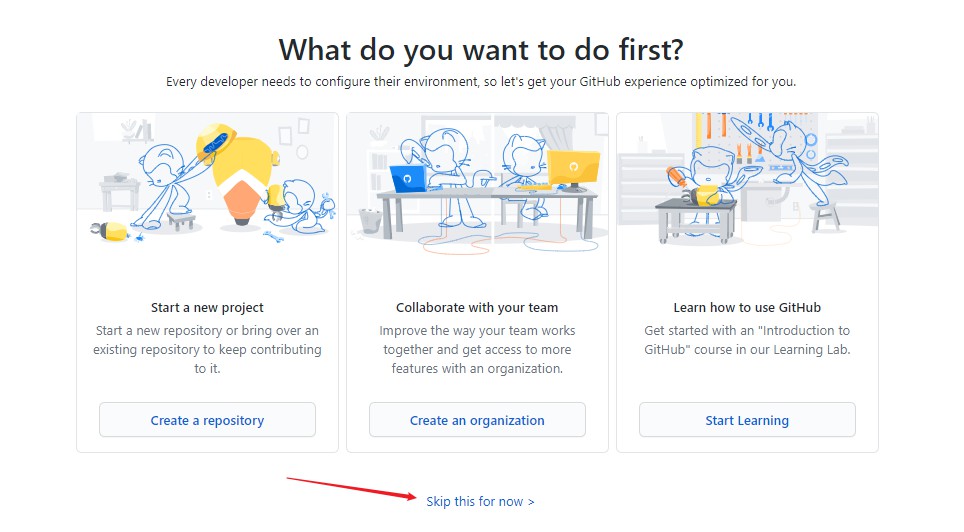 What do you want to do first?
Every developer needs to configure their environment, so let's get your GitHub experience optimized for you.
Start a new project
Start a new repository or bring over an
existing repository to keep contributing
to it.
Create a repository
Collaborate with your team
Improve the way your team works
together and get access to more
features with an organization.
Create an organization
Learn how to use GitHub
Get started with an "Introduction to
GitHub" course in our Learning Lab.
Start Learning
Skip this for now >